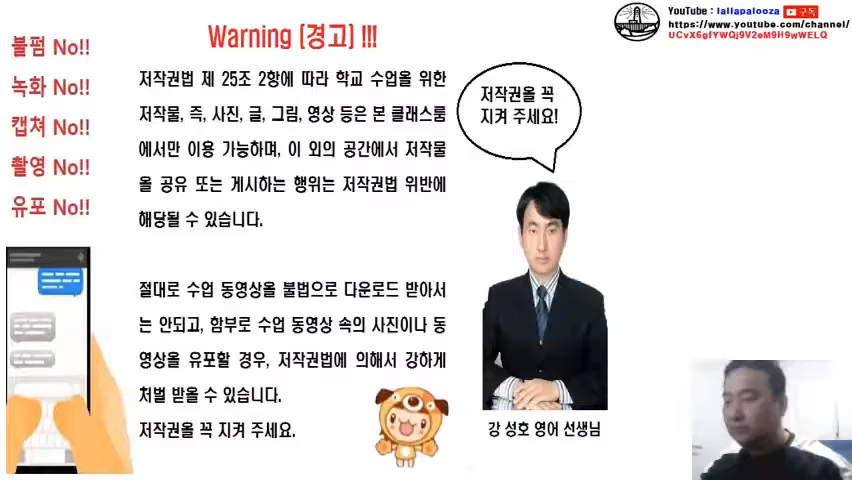 YouTube : lallapalooza 구독
https://www.youtube.com/channel/
UCvX6gfYWQj9V2eM9H9wWELQ
Warning (경고) !!!
불펌 No!!
녹화 No!!
캡쳐 No!!
촬영 No!!
유포 No!!
저작권법 제 25조 2항에 따라 학교 수업을 위한
저작물, 즉, 사진, 글, 그림, 영상 등은 본 클래스룸
에서만 이용 가능하며, 이 외의 공간에서 저작물
을 공유 또는 게시하는 행위는 저작권법 위반에
해당될 수 있습니다.
절대로 수업 동영상을 불법으로 다운로드 받아서
는 안되고, 함부로 수업 동영상 속의 사진이나 동
영상을 유포할 경우, 저작권법에 의해서 강하게
처벌 받을 수 있습니다.
저작권을 꼭 지켜 주세요.
저작권을 꼭
지켜 주세요!
강 성호 영어 선생님